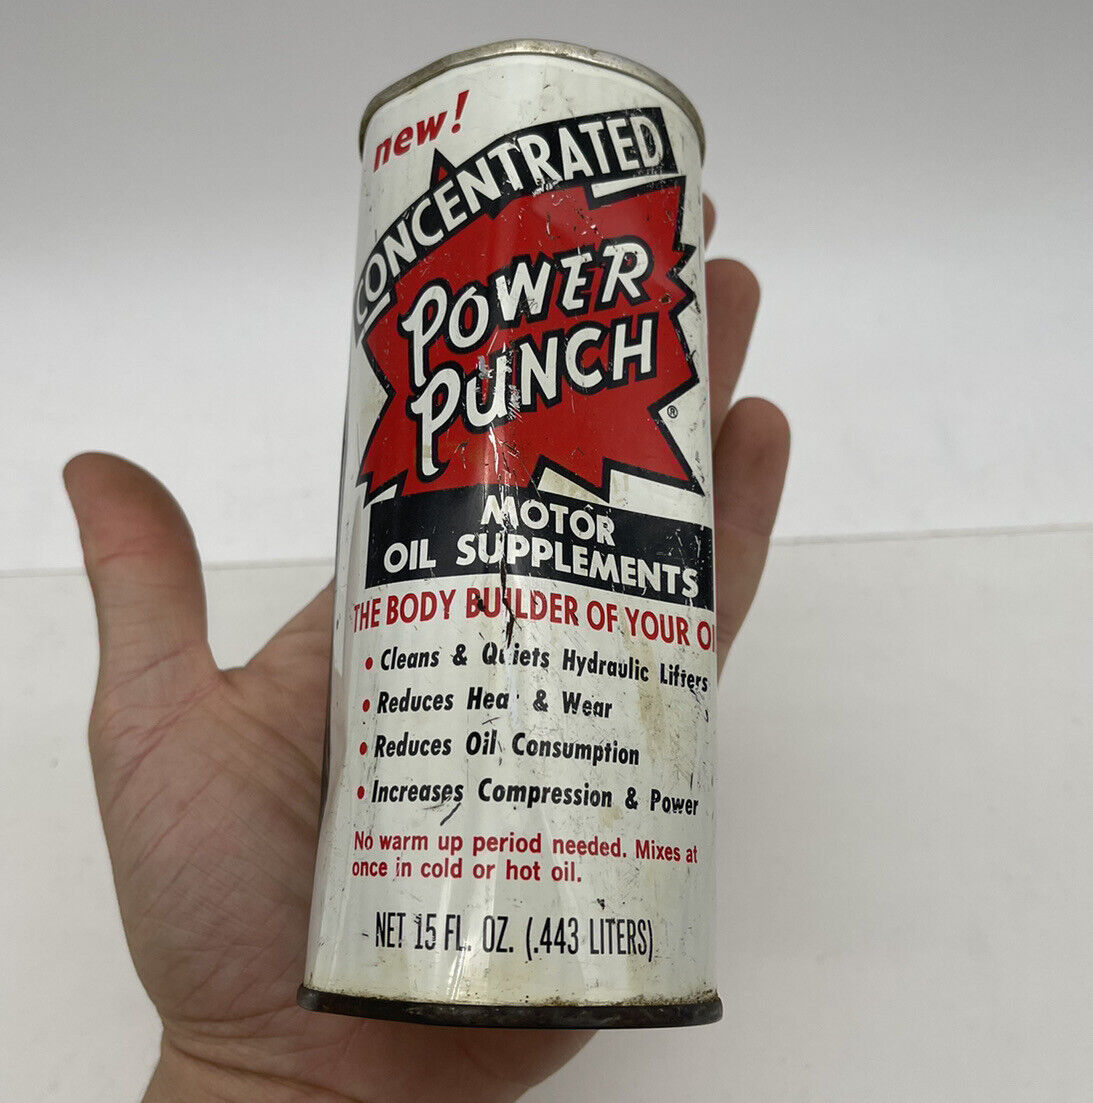 new!
CONCENTRATED
POWER
PUNCH
®
MOTOR
OIL SUPPLEMENTS
THE BODY BUILDER OF YOUR OI
• Cleans & Quiets Hydraulic Lifters
• Reduces Heat & Wear
• Reduces Oil Consumption
• Increases Compression & Power
No warm up period needed. Mixes at
once in cold or hot oil.
NET 15 FL. OZ. (.443 LITERS)